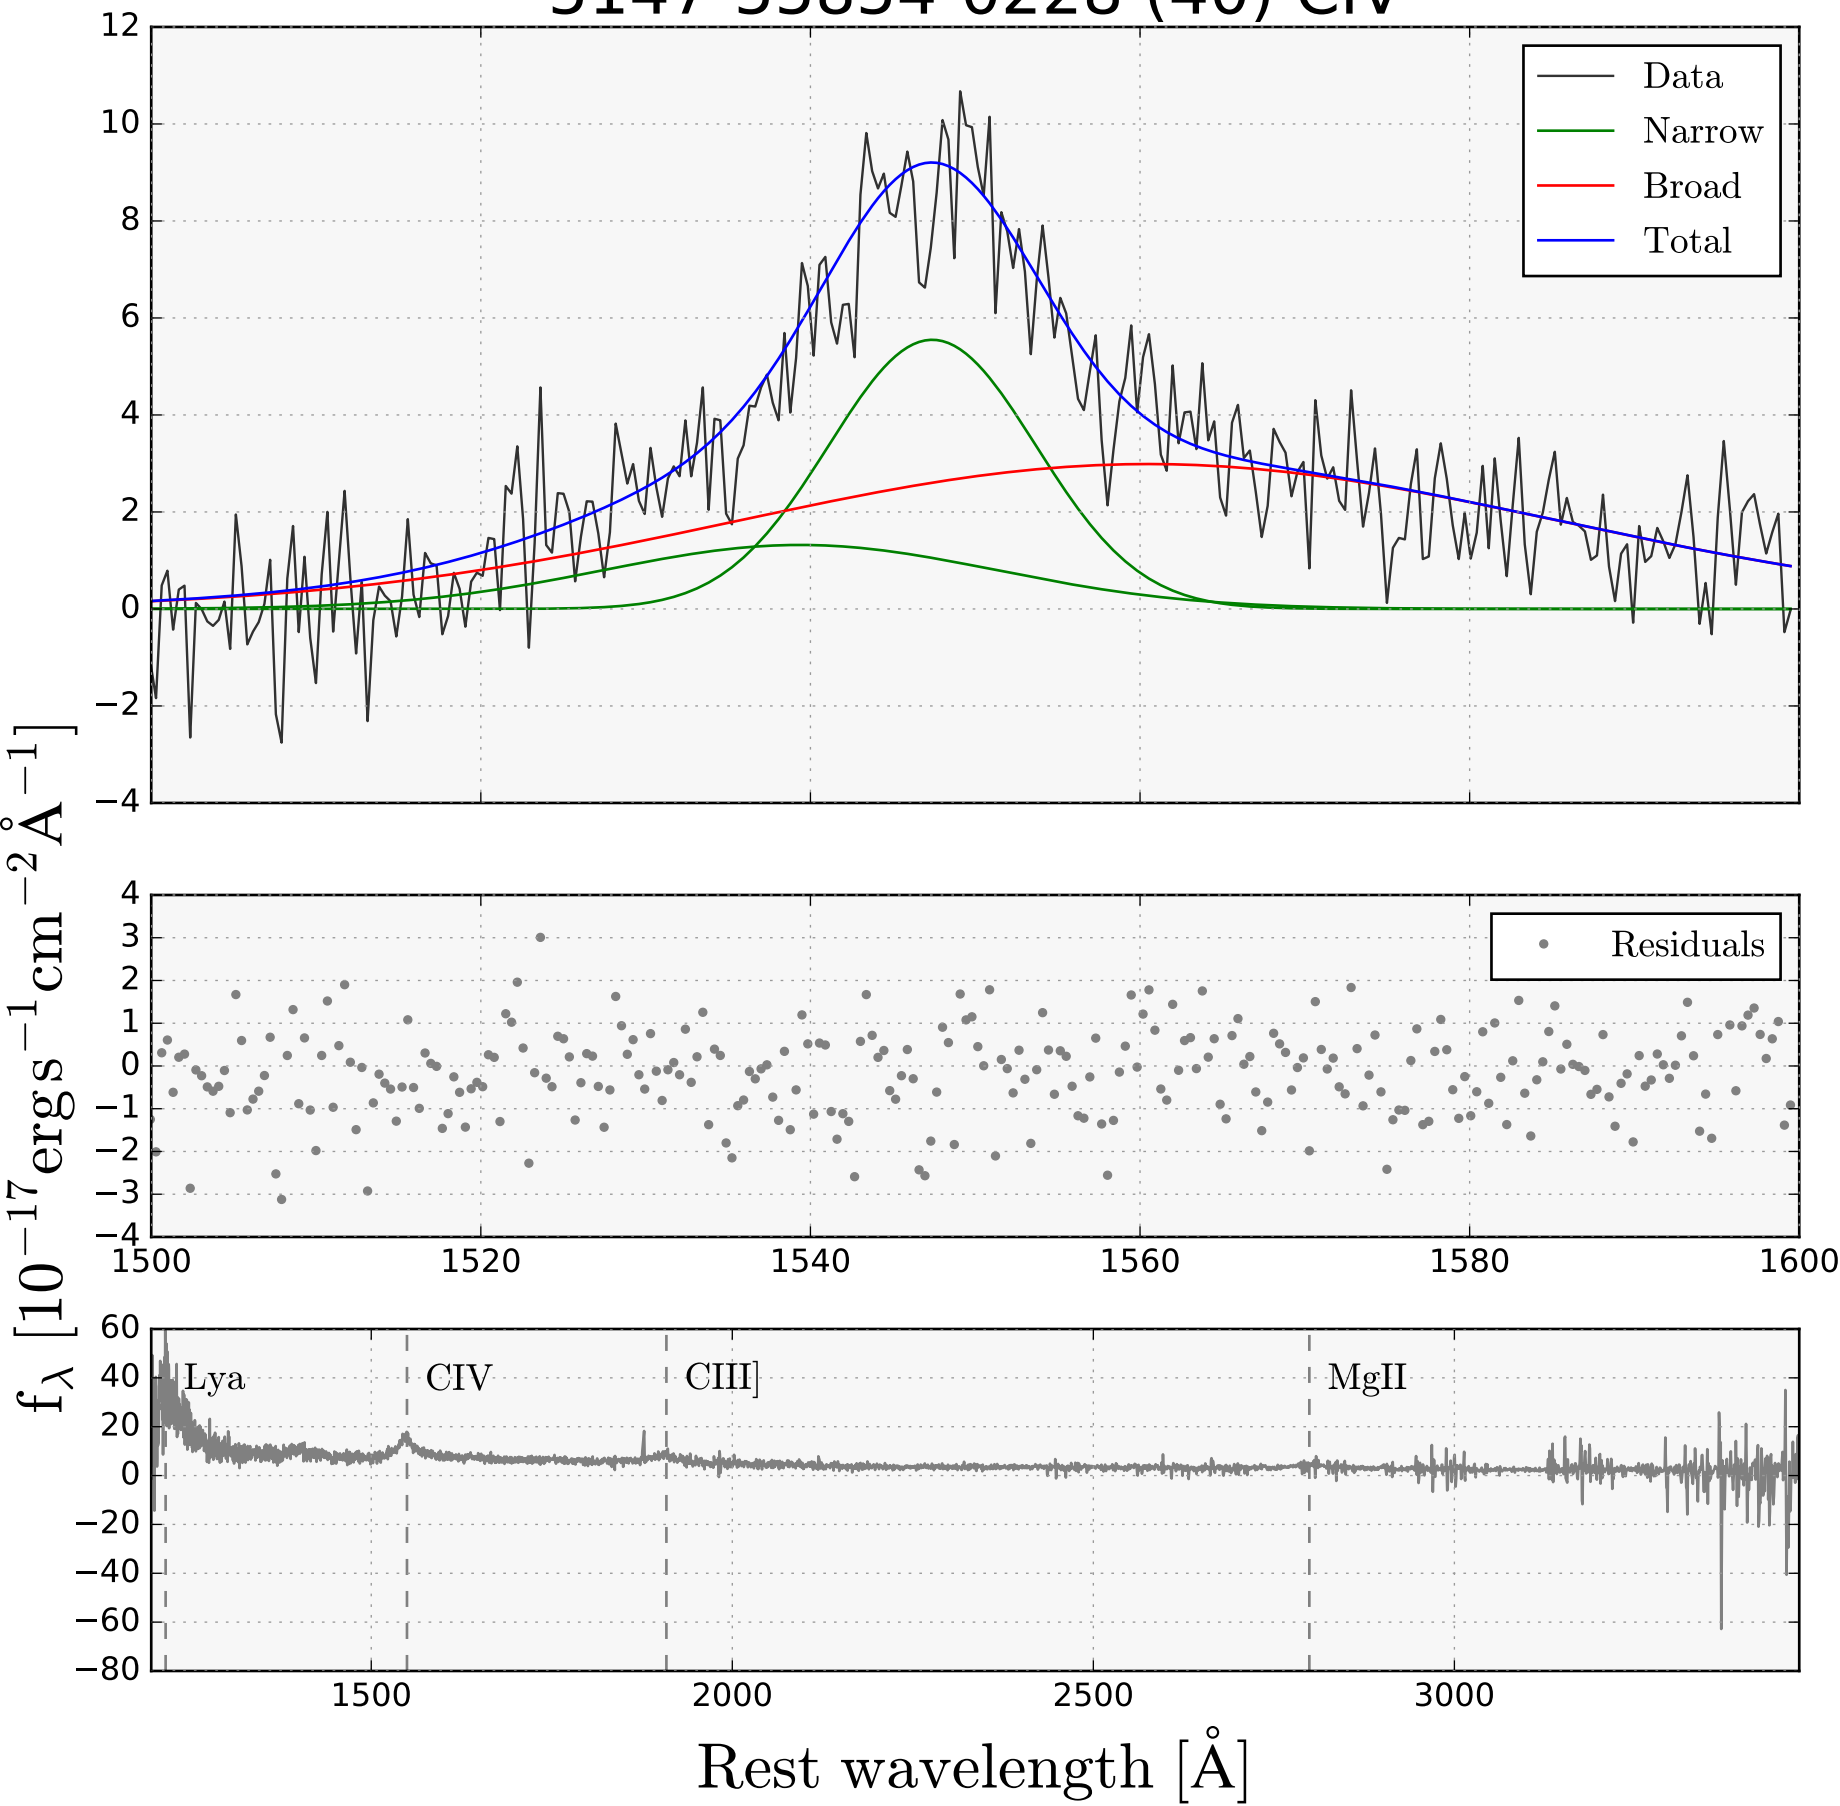 12
10
8
6
4
2
0
−2
−4
Data
Narrow
Broad
Total
4
3
2
1
0
−1
−2
−3
−4
Residuals
1500 1520 1540 1560 1580 1600
60
40
20
0
−20
−40
−60
−80
Lya CIV CIII] MgII
1500 2000 2500 3000
Rest wavelength [Å]
f_λ [10^−17 ergs^−1 cm^−2 Å^−1]